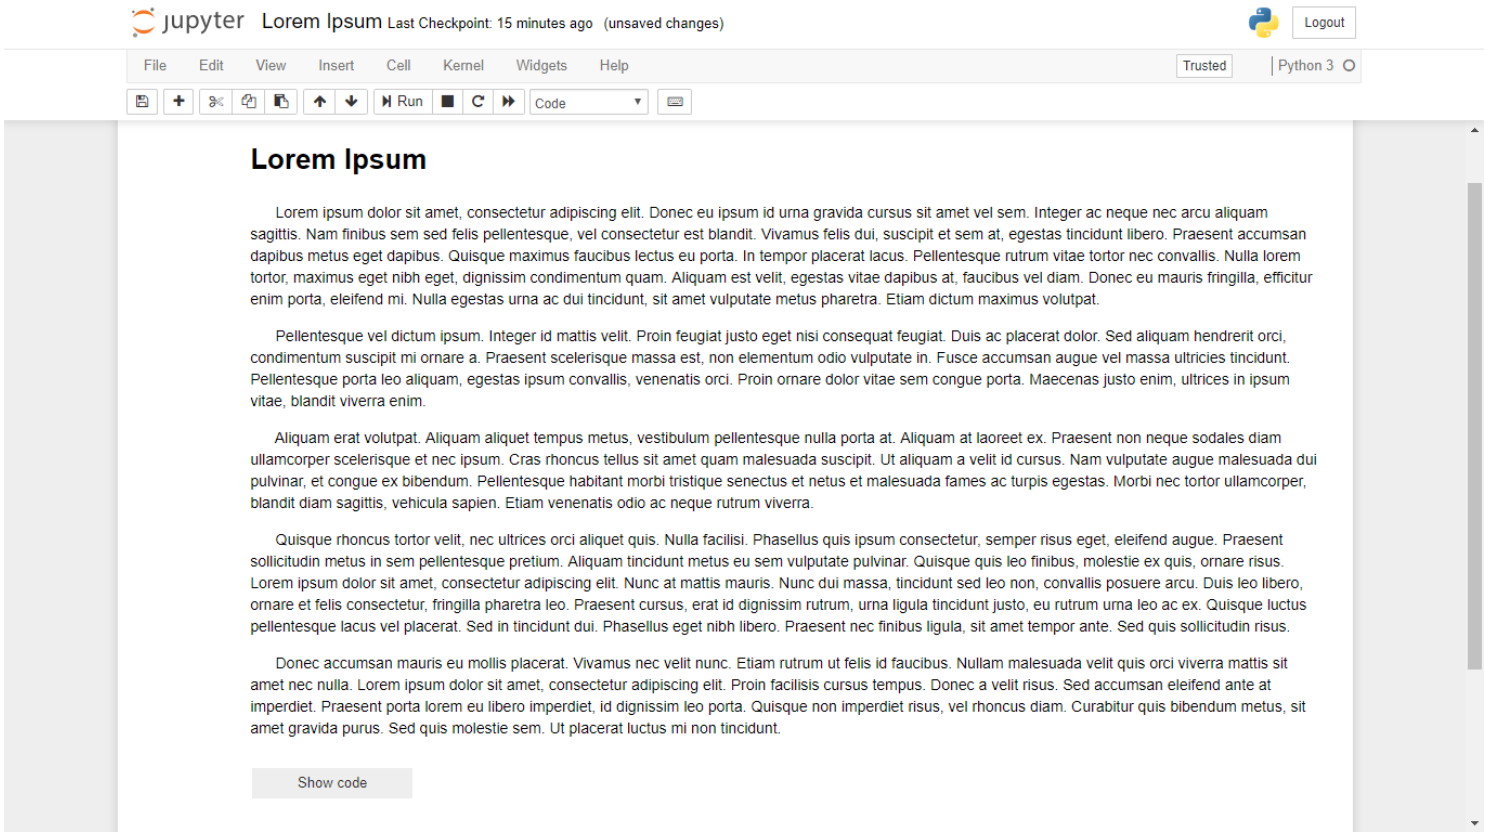 jupyter Lorem Ipsum Last Checkpoint: 15 minutes ago (unsaved changes) Logout
File Edit View Insert Cell Kernel Widgets Help Trusted Python 3
Run Code
Lorem Ipsum
Lorem ipsum dolor sit amet, consectetur adipiscing elit. Donec eu ipsum id urna gravida cursus sit amet vel sem. Integer ac neque nec arcu aliquam
sagittis. Nam finibus sem sed felis pellentesque, vel consectetur est blandit. Vivamus felis dui, suscipit et sem at, egestas tincidunt libero. Praesent accumsan
dapibus metus eget dapibus. Quisque maximus faucibus lectus eu porta. In tempor placerat lacus. Pellentesque rutrum vitae tortor nec convallis. Nulla lorem
tortor, maximus eget nibh eget, dignissim condimentum quam. Aliquam est velit, egestas vitae dapibus at, faucibus vel diam. Donec eu mauris fringilla, efficitur
enim porta, eleifend mi. Nulla egestas urna ac dui tincidunt, sit amet vulputate metus pharetra. Etiam dictum maximus volutpat.
Pellentesque vel dictum ipsum. Integer id mattis velit. Proin feugiat justo eget nisi consequat feugiat. Duis ac placerat dolor. Sed aliquam hendrerit orci,
condimentum suscipit mi ornare a. Praesent scelerisque massa est, non elementum odio vulputate in. Fusce accumsan augue vel massa ultricies tincidunt.
Pellentesque porta leo aliquam, egestas ipsum convallis, venenatis orci. Proin ornare dolor vitae sem congue porta. Maecenas justo enim, ultrices in ipsum
vitae, blandit viverra enim.
Aliquam erat volutpat. Aliquam aliquet tempus metus, vestibulum pellentesque nulla porta at. Aliquam at laoreet ex. Praesent non neque sodales diam
ullamcorper scelerisque et nec ipsum. Cras rhoncus tellus sit amet quam malesuada suscipit. Ut aliquam a velit id cursus. Nam vulputate augue malesuada dui
pulvinar, et congue ex bibendum. Pellentesque habitant morbi tristique senectus et netus et malesuada fames ac turpis egestas. Morbi nec tortor ullamcorper,
blandit diam sagittis, vehicula sapien. Etiam venenatis odio ac neque rutrum viverra.
Quisque rhoncus tortor velit, nec ultrices orci aliquet quis. Nulla facilisi. Phasellus quis ipsum consectetur, semper risus eget, eleifend augue. Praesent
sollicitudin metus in sem pellentesque pretium. Aliquam tincidunt metus eu sem vulputate pulvinar. Quisque quis leo finibus, molestie ex quis, ornare risus.
Lorem ipsum dolor sit amet, consectetur adipiscing elit. Nunc at mattis mauris. Nunc dui massa, tincidunt sed leo non, convallis posuere arcu. Duis leo libero,
ornare et felis consectetur, fringilla pharetra leo. Praesent cursus, erat id dignissim rutrum, urna ligula tincidunt justo, eu rutrum urna leo ac ex. Quisque luctus
pellentesque lacus vel placerat. Sed in tincidunt dui. Phasellus eget nibh libero. Praesent nec finibus ligula, sit amet tempor ante. Sed quis sollicitudin risus.
Donec accumsan mauris eu mollis placerat. Vivamus nec velit nunc. Etiam rutrum ut felis id faucibus. Nullam malesuada velit quis orci viverra mattis sit
amet nec nulla. Lorem ipsum dolor sit amet, consectetur adipiscing elit. Proin facilisis cursus tempus. Donec a velit risus. Sed accumsan eleifend ante at
imperdiet. Praesent porta lorem eu libero imperdiet, id dignissim leo porta. Quisque non imperdiet risus, vel rhoncus diam. Curabitur quis bibendum metus, sit
amet gravida purus. Sed quis molestie sem. Ut placerat luctus mi non tincidunt.
Show code